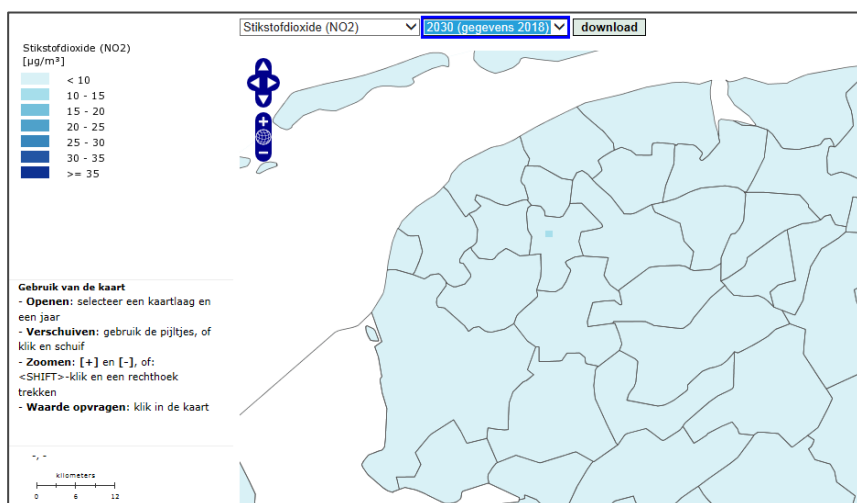 Stikstofdioxide (NO2)
2030 (gegevens 2018)
download
Stikstofdioxide (NO2)
[µg/m³]
< 10
10 - 15
15 - 20
20 - 25
25 - 30
30 - 35
>= 35
Gebruik van de kaart
- Openen: selecteer een kaartlaag en
een jaar
- Verschuiven: gebruik de pijltjes, of
klik en schuif
- Zoomen: [+] en [-], of:
<SHIFT>-klik en een rechthoek
trekken
- Waarde opvragen: klik in de kaart
-, -
kilometers
0 6 12